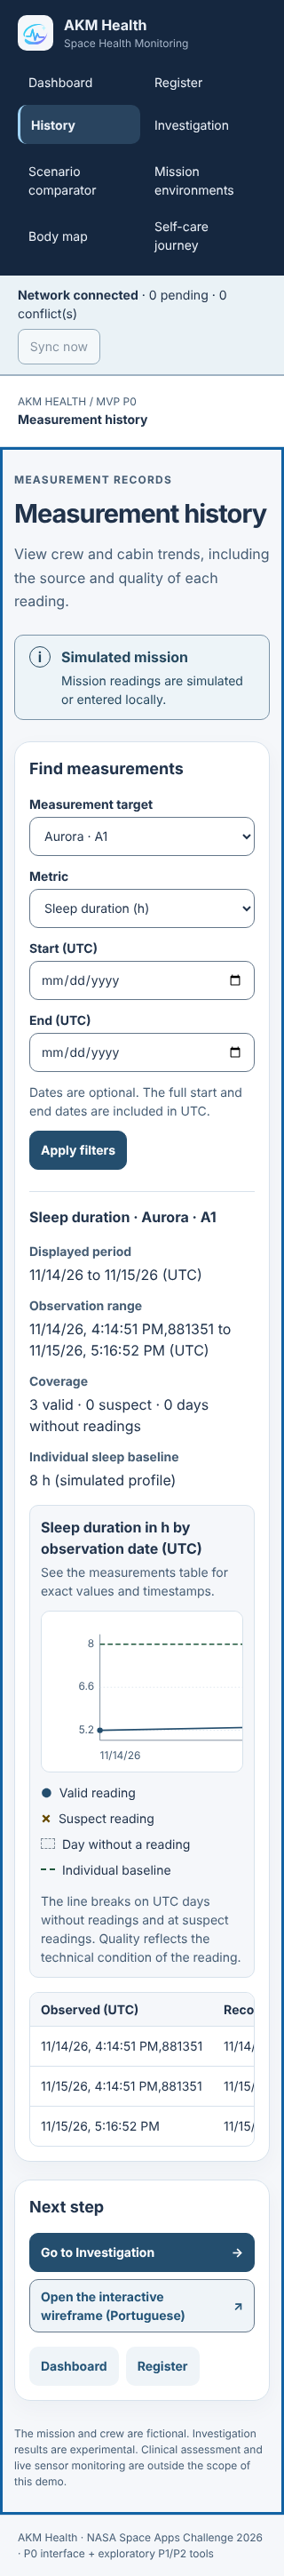 AKM Health
Space Health Monitoring
Dashboard
Register
History
Investigation
Scenario
comparator
Mission
environments
Body map
Self-care
journey
Network connected · 0 pending · 0
conflict(s)
Sync now
AKM HEALTH / MVP P0
Measurement history
MEASUREMENT RECORDS
Measurement history
View crew and cabin trends, including
the source and quality of each
reading.
Simulated mission
Mission readings are simulated
or entered locally.
Find measurements
Measurement target
Aurora · A1
Metric
Sleep duration (h)
Start (UTC)
mm/dd/yyyy
End (UTC)
mm/dd/yyyy
Dates are optional. The full start and
end dates are included in UTC.
Apply filters
Sleep duration · Aurora · A1
Displayed period
11/14/26 to 11/15/26 (UTC)
Observation range
11/14/26, 4:14:51 PM,881351 to
11/15/26, 5:16:52 PM (UTC)
Coverage
3 valid · 0 suspect · 0 days
without readings
Individual sleep baseline
8 h (simulated profile)
Sleep duration in h by
observation date (UTC)
See the measurements table for
exact values and timestamps.
8
6.6
5.2
11/14/26
Valid reading
Suspect reading
Day without a reading
Individual baseline
The line breaks on UTC days
without readings and at suspect
readings. Quality reflects the
technical condition of the reading.
Observed (UTC) Reco
11/14/26, 4:14:51 PM,881351 11/14/
11/15/26, 4:14:51 PM,881351 11/15/
11/15/26, 5:16:52 PM 11/15/
Next step
Go to Investigation →
Open the interactive
wireframe (Portuguese) ↗
Dashboard
Register
The mission and crew are fictional. Investigation
results are experimental. Clinical assessment and
live sensor monitoring are outside the scope of
this demo.
AKM Health · NASA Space Apps Challenge 2026
· P0 interface + exploratory P1/P2 tools